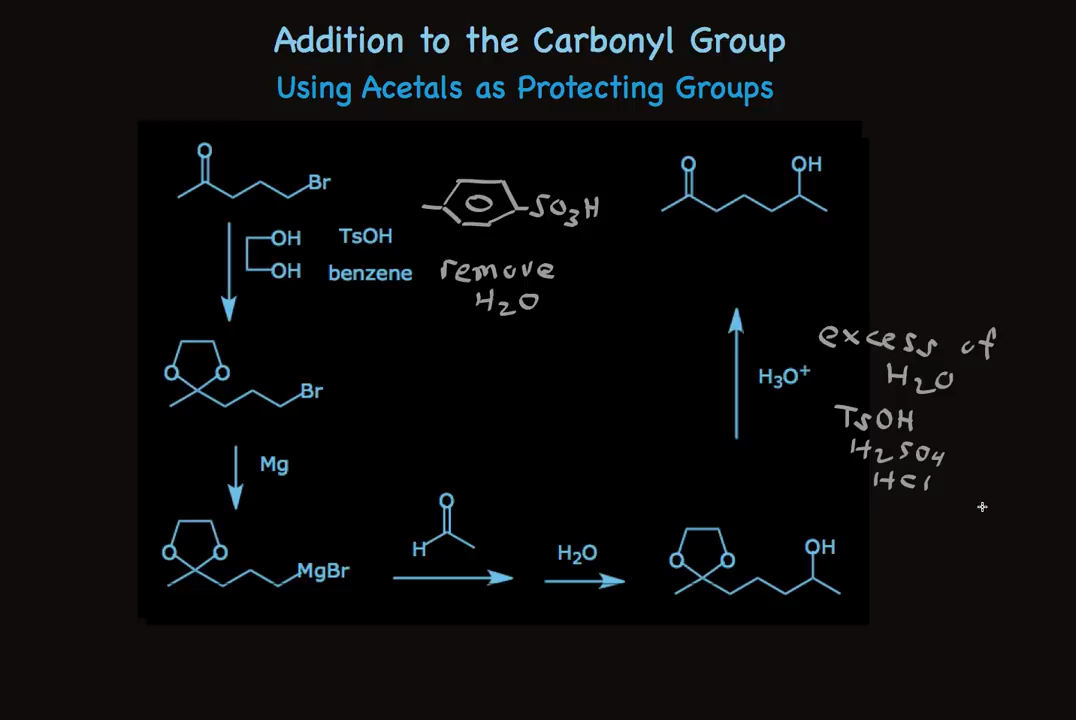 Addition to the Carbonyl Group
Using Acetals as Protecting Groups
O
Br
OH TsOH
OH benzene
SO3H
remove
H2O
O O
Br
Mg
O O
MgBr
O
H
H2O
O O
OH
H3O+
excess of
H2O
TsOH
H2SO4
HCl
O
OH